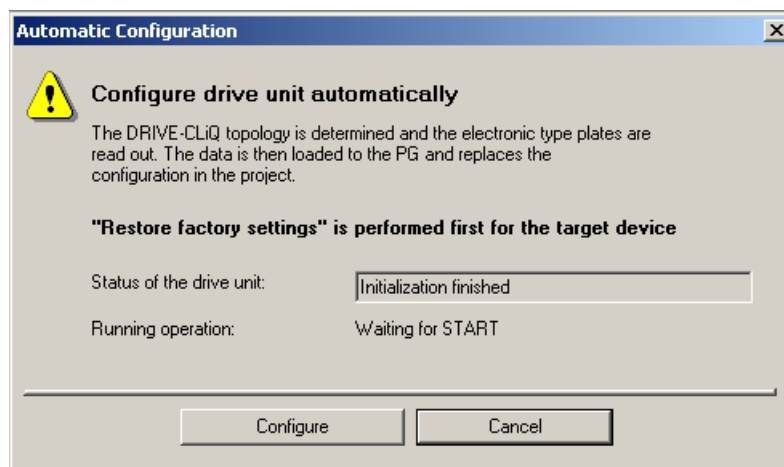 Automatic Configuration
Configure drive unit automatically
The DRIVE-CLiQ topology is determined and the electronic type plates are
read out. The data is then loaded to the PG and replaces the
configuration in the project.
"Restore factory settings" is performed first for the target device
Status of the drive unit: Initialization finished
Running operation: Waiting for START
Configure Cancel